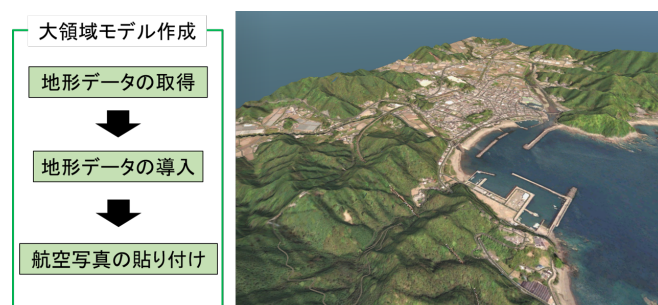 大領域モデル作成
地形データの取得
地形データの導入
航空写真の貼り付け